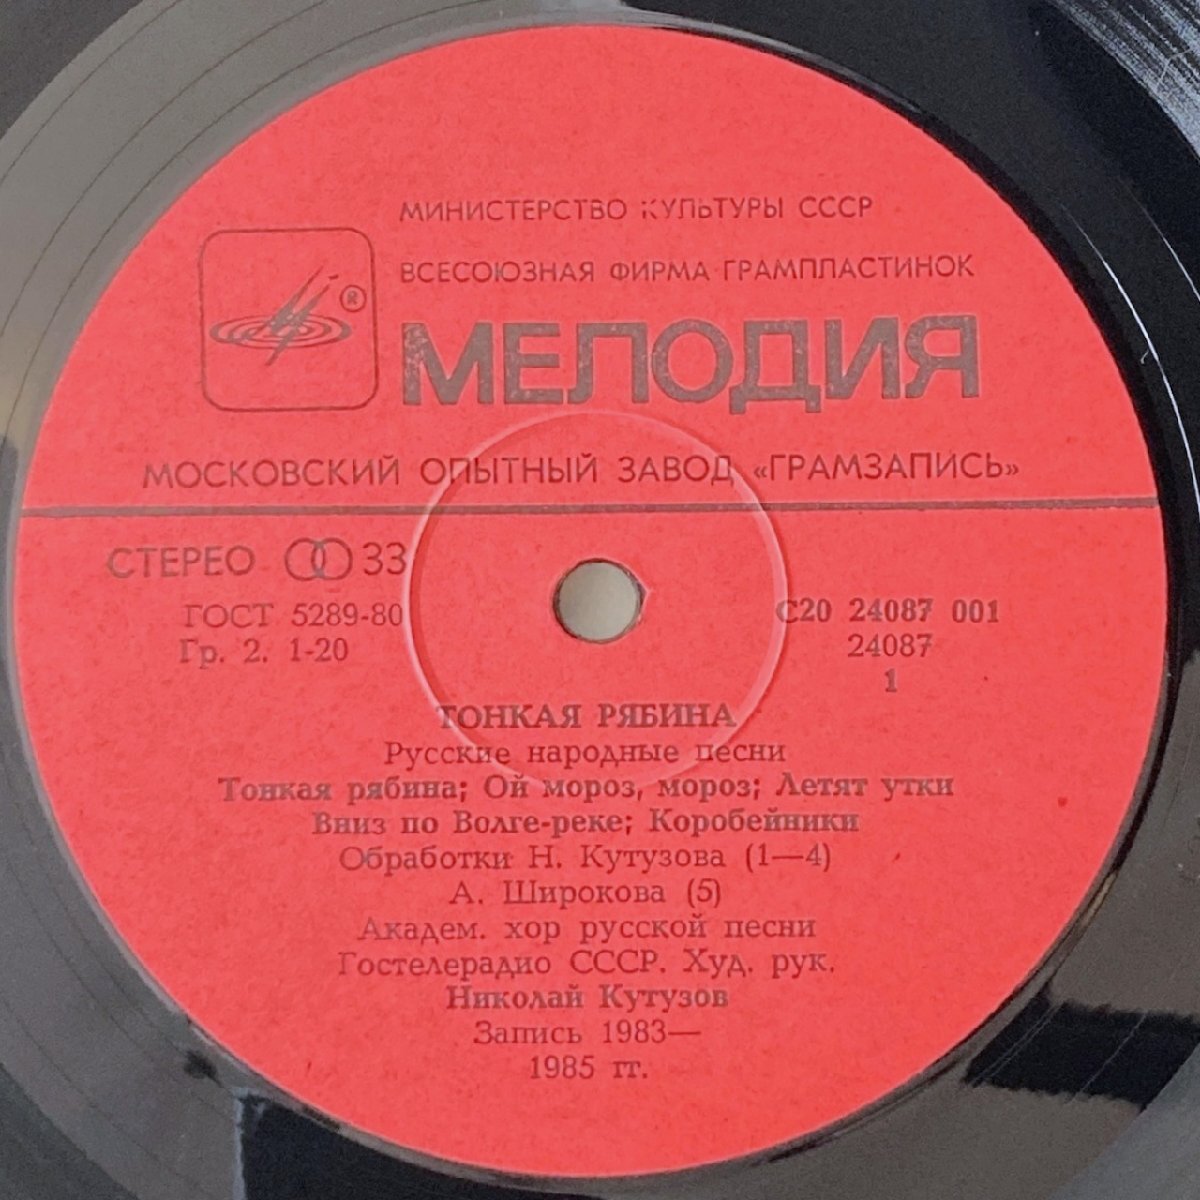 МИНИСТЕРСТВО КУЛЬТУРЫ СССР
ВСЕСОЮЗНАЯ ФИРМА ГРАМПЛАСТИНОК
®
МЕЛОДИЯ
МОСКОВСКИЙ ОПЫТНЫЙ ЗАВОД «ГРАМЗАПИСЬ»
СТЕРЕО 33
ГОСТ 5289-80
Гр. 2. 1-20
С20 24087 001
24087
1
ТОНКАЯ РЯБИНА
Русские народные песни
Тонкая рябина; Ой мороз, мороз; Летят утки
Вниз по Волге-реке; Коробейники
Обработки Н. Кутузова (1—4)
А. Широкова (5)
Академ. хор русской песни
Гостелерадио СССР. Худ. рук.
Николай Кутузов
Запись 1983—
1985 гг.